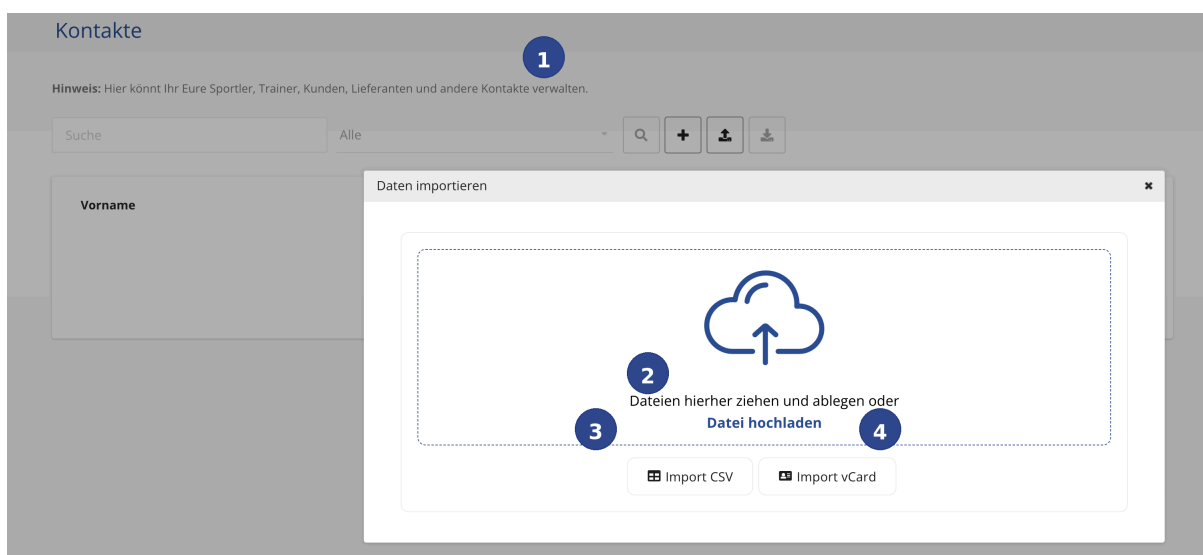 Kontakte
1
Hinweis: Hier könnt Ihr Eure Sportler, Trainer, Kunden, Lieferanten und andere Kontakte verwalten.
Suche
Alle
Daten importieren
Vorname
2
Dateien hierher ziehen und ablegen oder
3
Datei hochladen
4
Import CSV
Import vCard